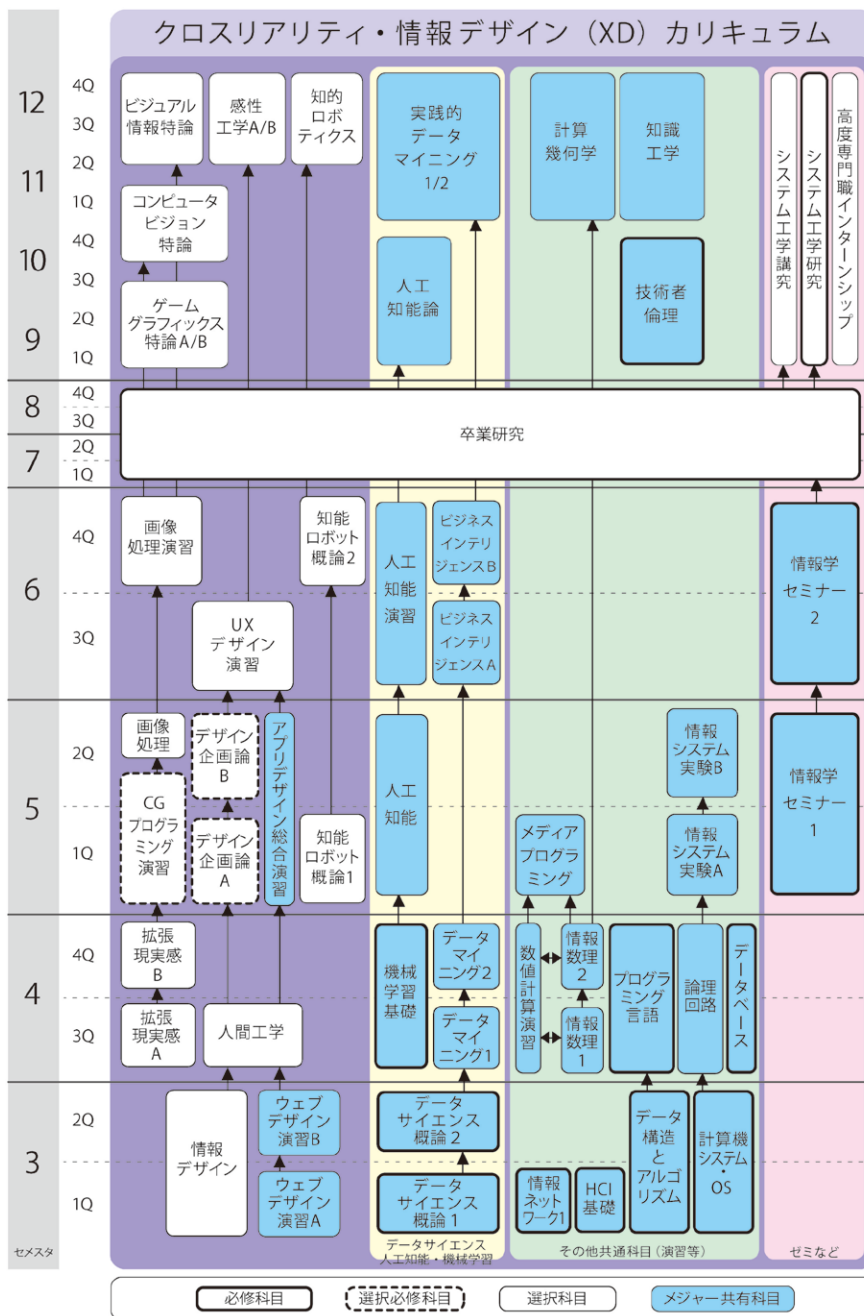 クロスリアリティ・情報デザイン（XD）カリキュラム
12
4Q
3Q
2Q
11
1Q
10
4Q
3Q
9
2Q
1Q
8
4Q
3Q
7
2Q
1Q
6
4Q
3Q
5
2Q
1Q
4
4Q
3Q
3
2Q
1Q
セメスタ
ビジュアル
情報特論
感性
工学A/B
知的
ロボ
ティクス
コンピュータ
ビジョン
特論
ゲーム
グラフィックス
特論A/B
実践的
データ
マイニング
1/2
人工
知能論
計算
幾何学
知識
工学
技術者
倫理
システム工学講究
システム工学研究
高度専門職インターンシップ
卒業研究
画像
処理演習
知能
ロボット
概論2
UX
デザイン
演習
人工
知能
演習
ビジネス
インテリ
ジェンスB
ビジネス
インテリ
ジェンスA
情報学
セミナー
2
画像
処理
CG
プログラ
ミング
演習
デザイン
企画論
B
デザイン
企画論
A
アプリデザイン総合演習
知能
ロボット
概論1
人工
知能
メディア
プログラ
ミング
情報
システム
実験B
情報
システム
実験A
情報学
セミナー
1
拡張
現実感
B
拡張
現実感
A
人間工学
機械
学習
基礎
データ
マイ
ニング2
データ
マイ
ニング1
数値計算演習
情報
数理
2
情報
数理
1
プログラ
ミング
言語
論理
回路
データベース
情報
デザイン
ウェブ
デザイン
演習B
ウェブ
デザイン
演習A
データ
サイエンス
概論2
データ
サイエンス
概論1
情報
ネット
ワーク1
HCI
基礎
データ
構造
と
アルゴ
リズム
計算機
システム・
OS
データサイエンス
人工知能・機械学習
その他共通科目（演習等）
ゼミなど
必修科目
選択必修科目
選択科目
メジャー共有科目